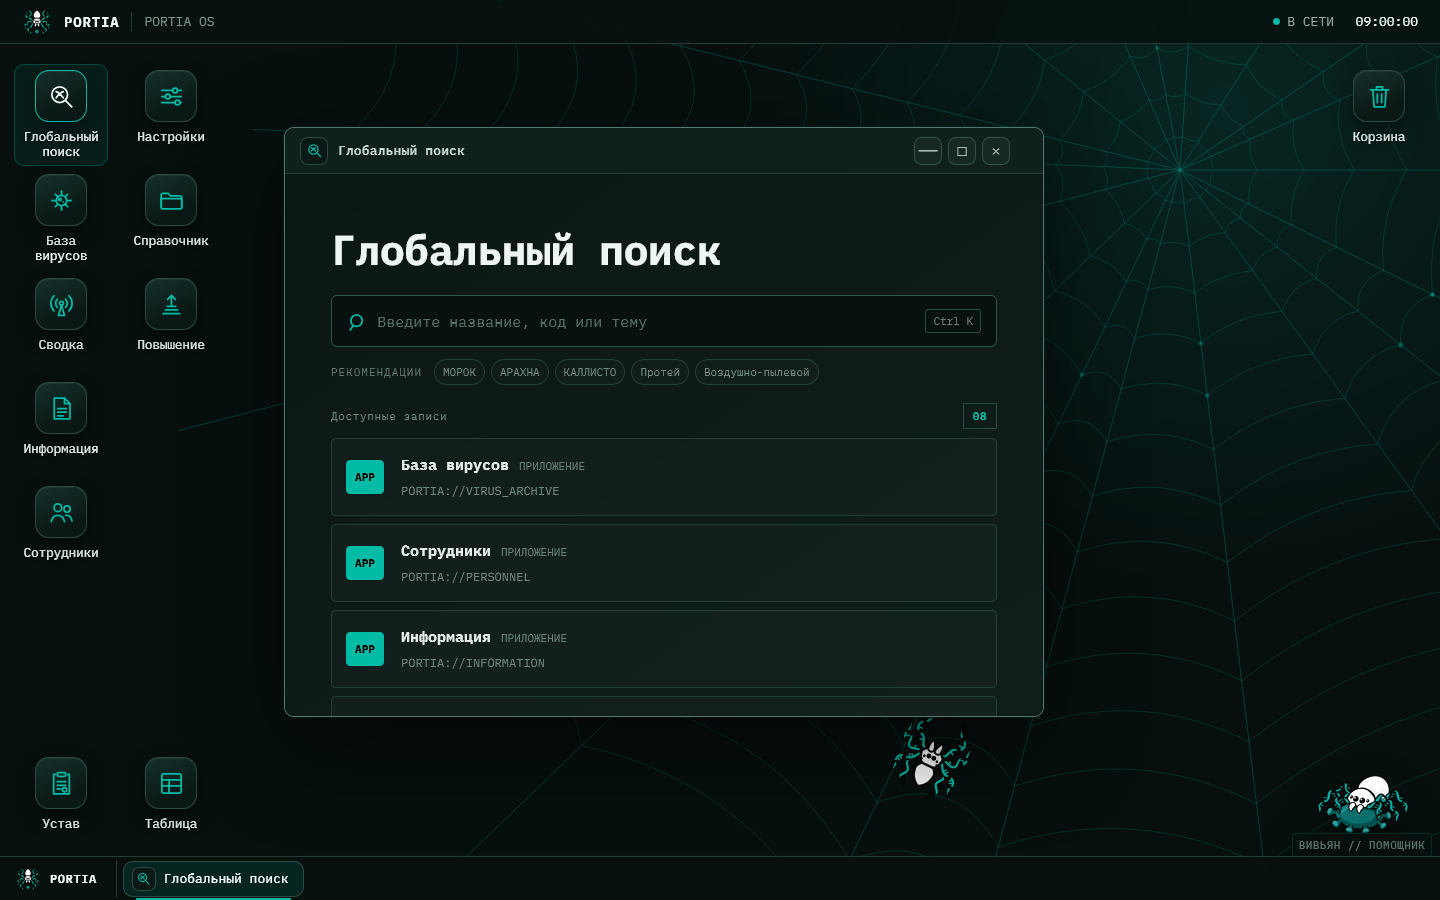 PORTIA
PORTIA OS
В СЕТИ
09:00:00
Глобальный
поиск
Настройки
База
вирусов
Справочник
Сводка
Повышение
Информация
Сотрудники
Корзина
Глобальный поиск
Глобальный поиск
Введите название, код или тему
Ctrl K
РЕКОМЕНДАЦИИ
МОРОК
АРАХНА
КАЛЛИСТО
Протей
Воздушно-пылевой
Доступные записи
08
APP
База вирусов ПРИЛОЖЕНИЕ
PORTIA://VIRUS_ARCHIVE
APP
Сотрудники ПРИЛОЖЕНИЕ
PORTIA://PERSONNEL
APP
Информация ПРИЛОЖЕНИЕ
PORTIA://INFORMATION
Устав
Таблица
ВИВЬЯН // ПОМОЩНИК
PORTIA
Глобальный поиск